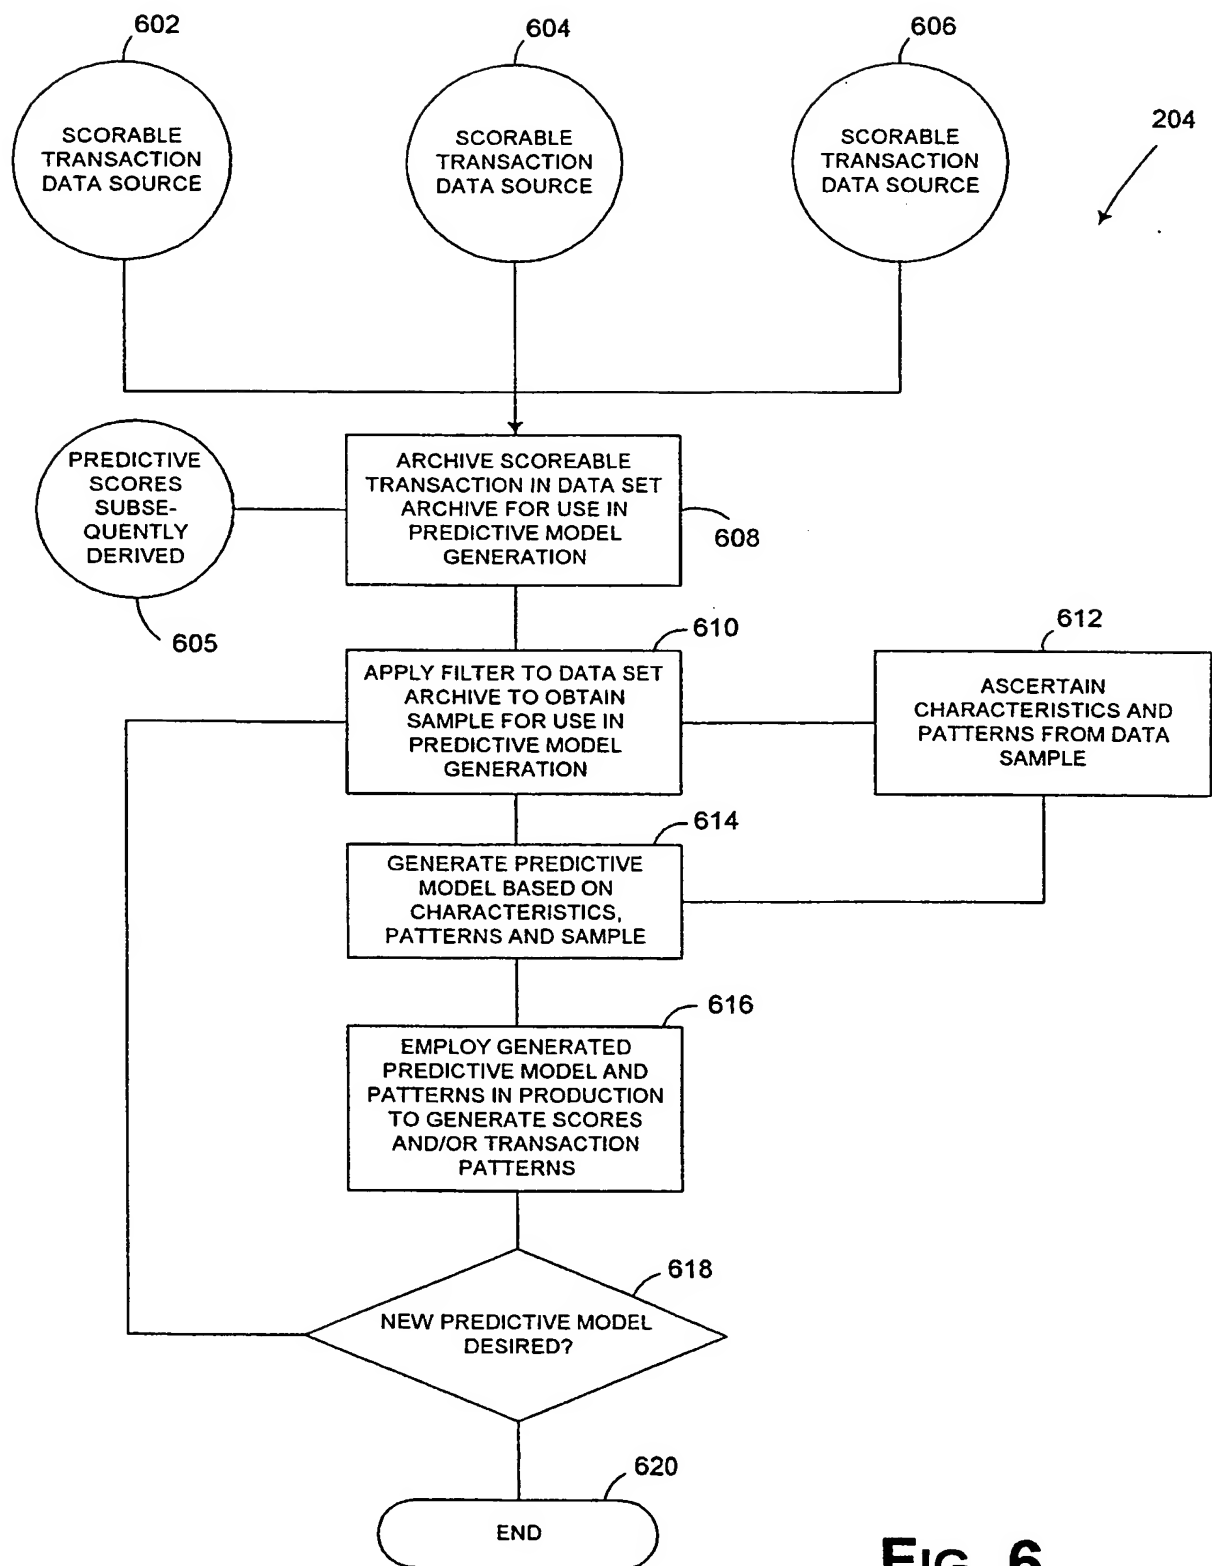 602
604
606
204
SCORABLE
TRANSACTION
DATA SOURCE
SCORABLE
TRANSACTION
DATA SOURCE
SCORABLE
TRANSACTION
DATA SOURCE
PREDICTIVE
SCORES
SUBSE-
QUENTLY
DERIVED
605
ARCHIVE SCOREABLE
TRANSACTION IN DATA SET
ARCHIVE FOR USE IN
PREDICTIVE MODEL
GENERATION
608
610
APPLY FILTER TO DATA SET
ARCHIVE TO OBTAIN
SAMPLE FOR USE IN
PREDICTIVE MODEL
GENERATION
612
ASCERTAIN
CHARACTERISTICS AND
PATTERNS FROM DATA
SAMPLE
614
GENERATE PREDICTIVE
MODEL BASED ON
CHARACTERISTICS,
PATTERNS AND SAMPLE
616
EMPLOY GENERATED
PREDICTIVE MODEL AND
PATTERNS IN PRODUCTION
TO GENERATE SCORES
AND/OR TRANSACTION
PATTERNS
618
NEW PREDICTIVE MODEL
DESIRED?
620
END
FIG. 6